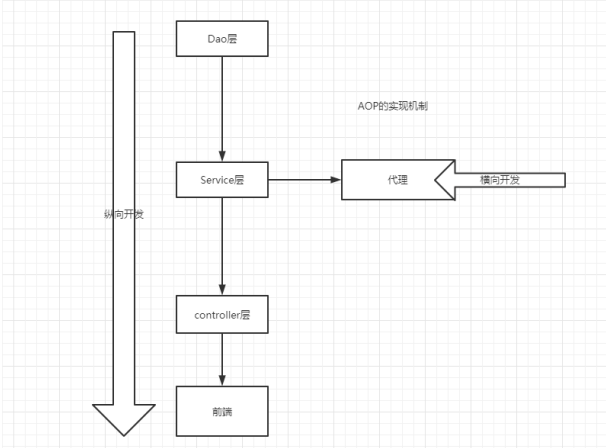 Dao层
AOP的实现机制
Service层
代理
横向开发
纵向开发
controller层
前端